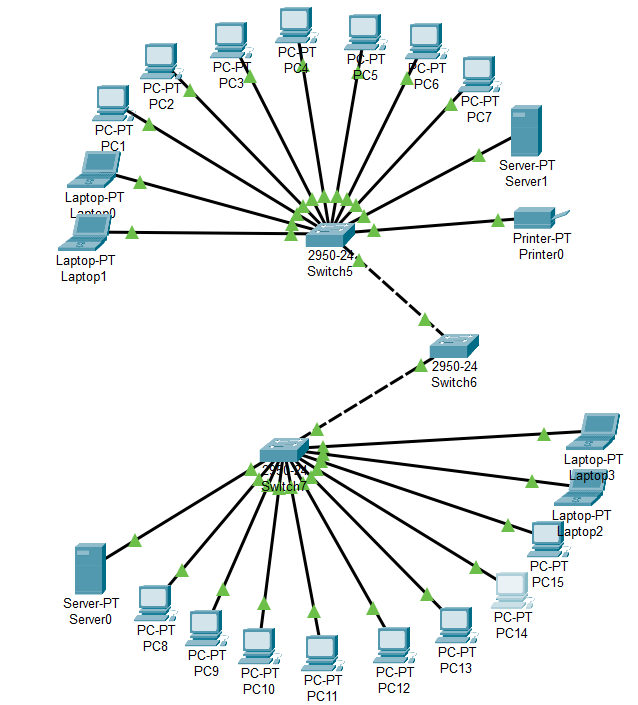 PC-PT
PC4
PC-PT
PC5
PC-PT
PC3
PC-PT
PC6
PC-PT
PC2
PC-PT
PC7
PC-PT
PC1
Server-PT
Server1
Laptop-PT
Laptop0
Printer-PT
Printer0
Laptop-PT
Laptop1
2950-24
Switch5
2950-24
Switch6
2950-24
Switch7
Laptop-PT
Laptop3
Laptop-PT
Laptop2
PC-PT
PC15
Server-PT
Server0
PC-PT
PC14
PC-PT
PC8
PC-PT
PC9
PC-PT
PC13
PC-PT
PC10
PC-PT
PC12
PC-PT
PC11